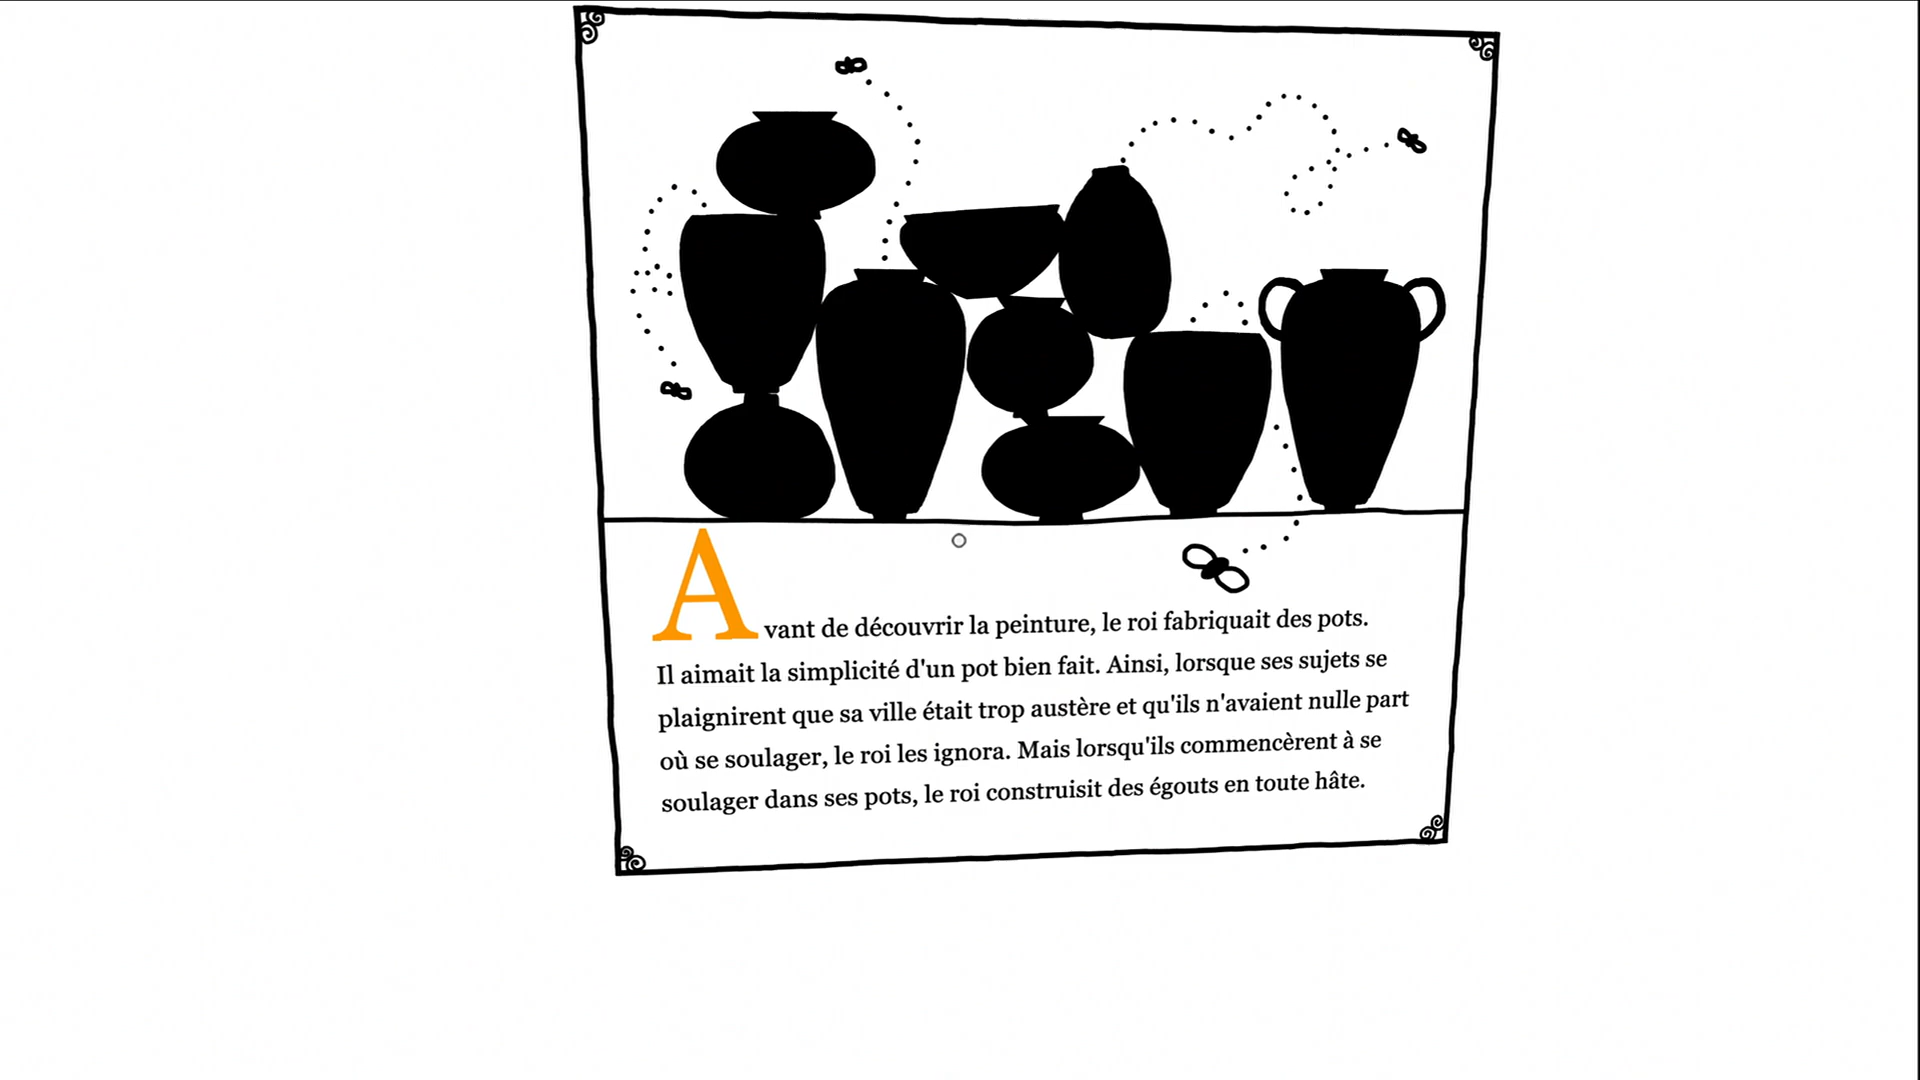 Avant de découvrir la peinture, le roi fabriquait des pots.
Il aimait la simplicité d'un pot bien fait. Ainsi, lorsque ses sujets se
plaignirent que sa ville était trop austère et qu'ils n'avaient nulle part
où se soulager, le roi les ignora. Mais lorsqu'ils commencèrent à se
soulager dans ses pots, le roi construisit des égouts en toute hâte.